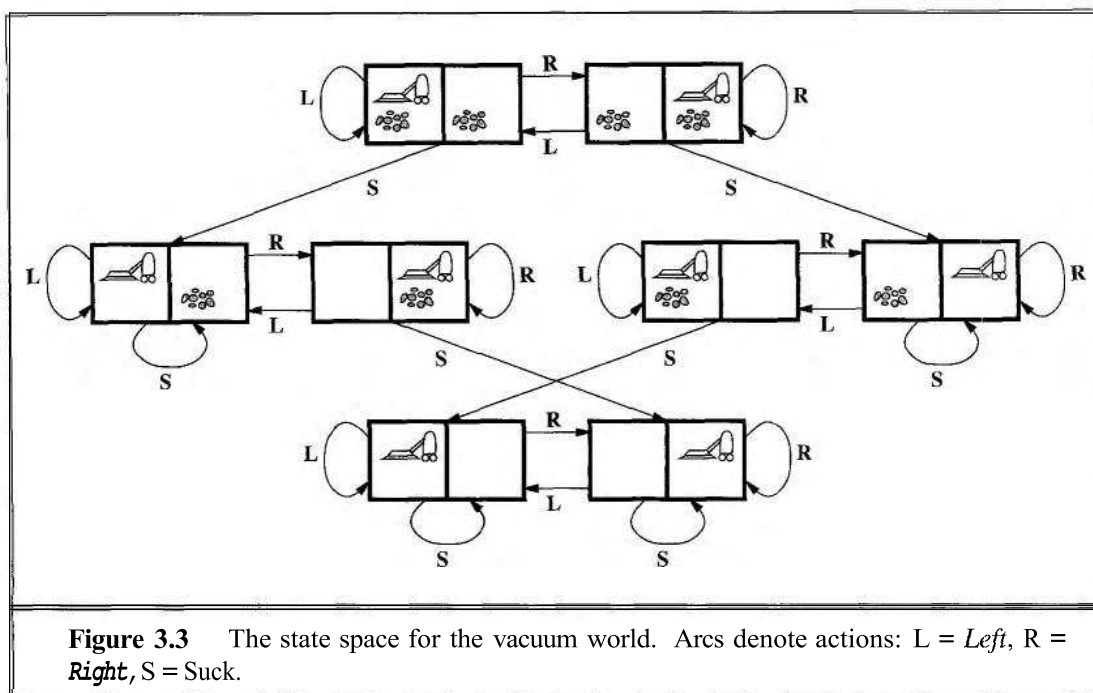 R
L
R
L
S
S
R
R
L
R
L
R
L
L
S
S
S
S
R
L
R
L
S
S
Figure 3.3 The state space for the vacuum world. Arcs denote actions: L = Left, R =
Right, S = Suck.